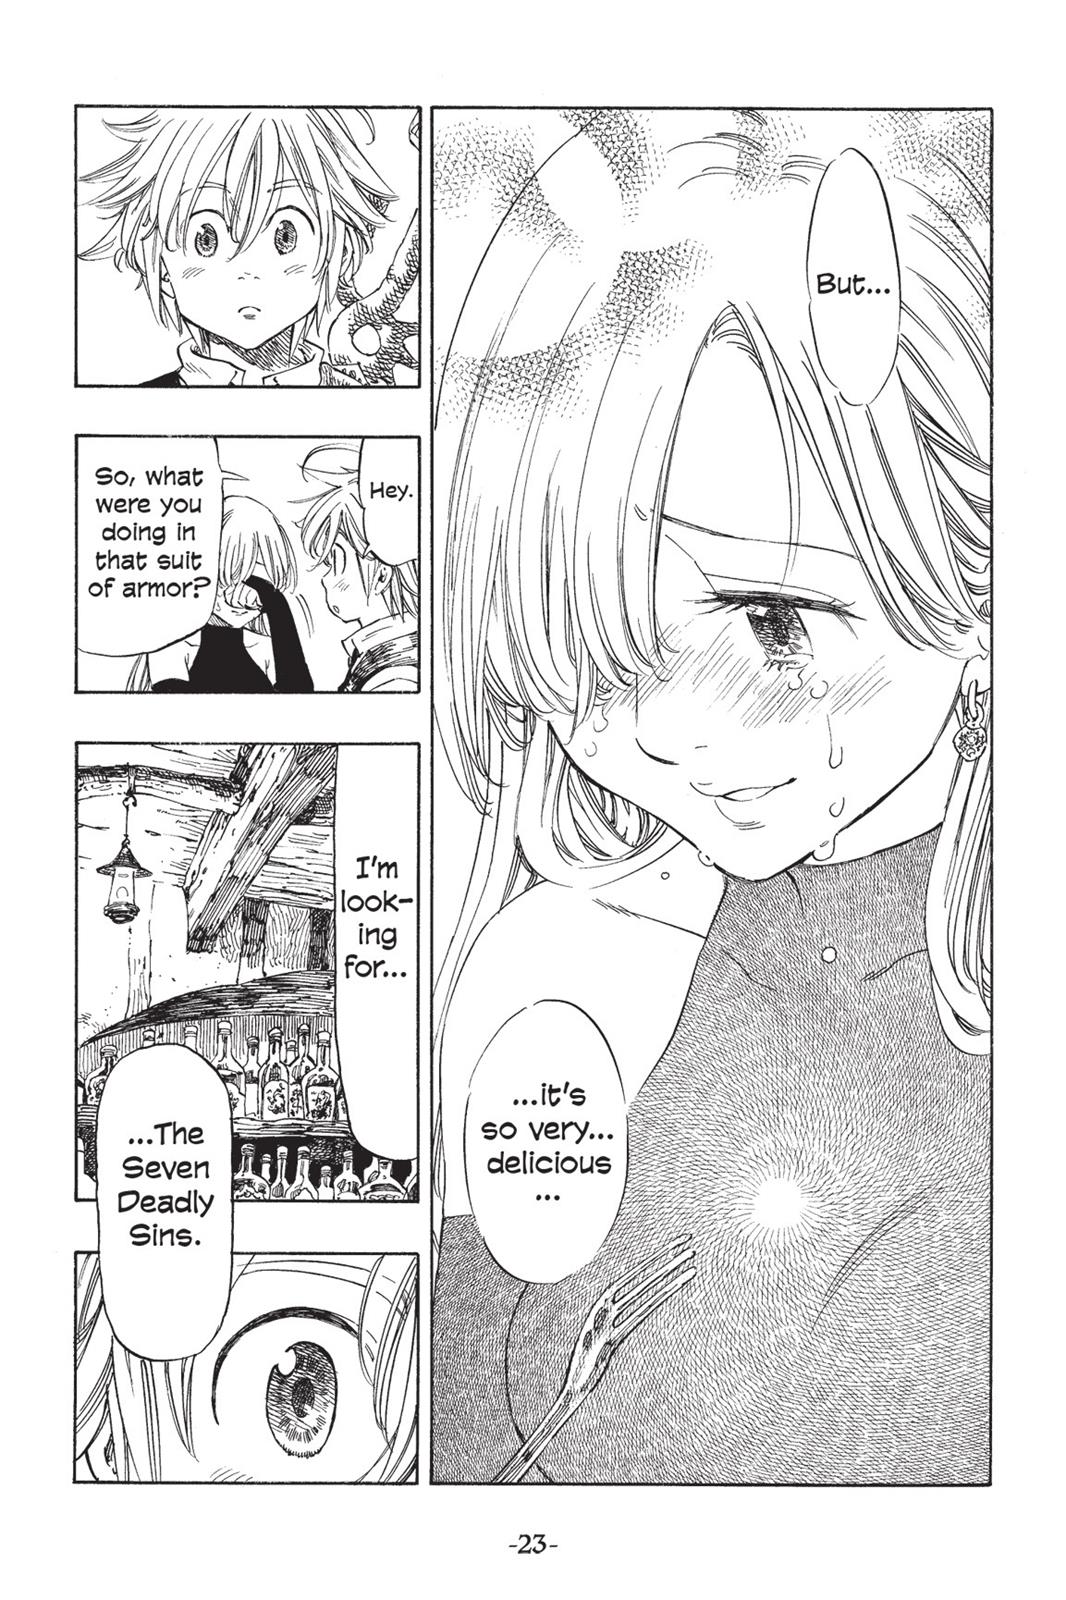 But...
...it's
so very...
delicious
...
Hey.
So, what
were you
doing in
that suit
of armor?
I'm
look-
ing
for...
...The
Seven
Deadly
Sins.
-23-